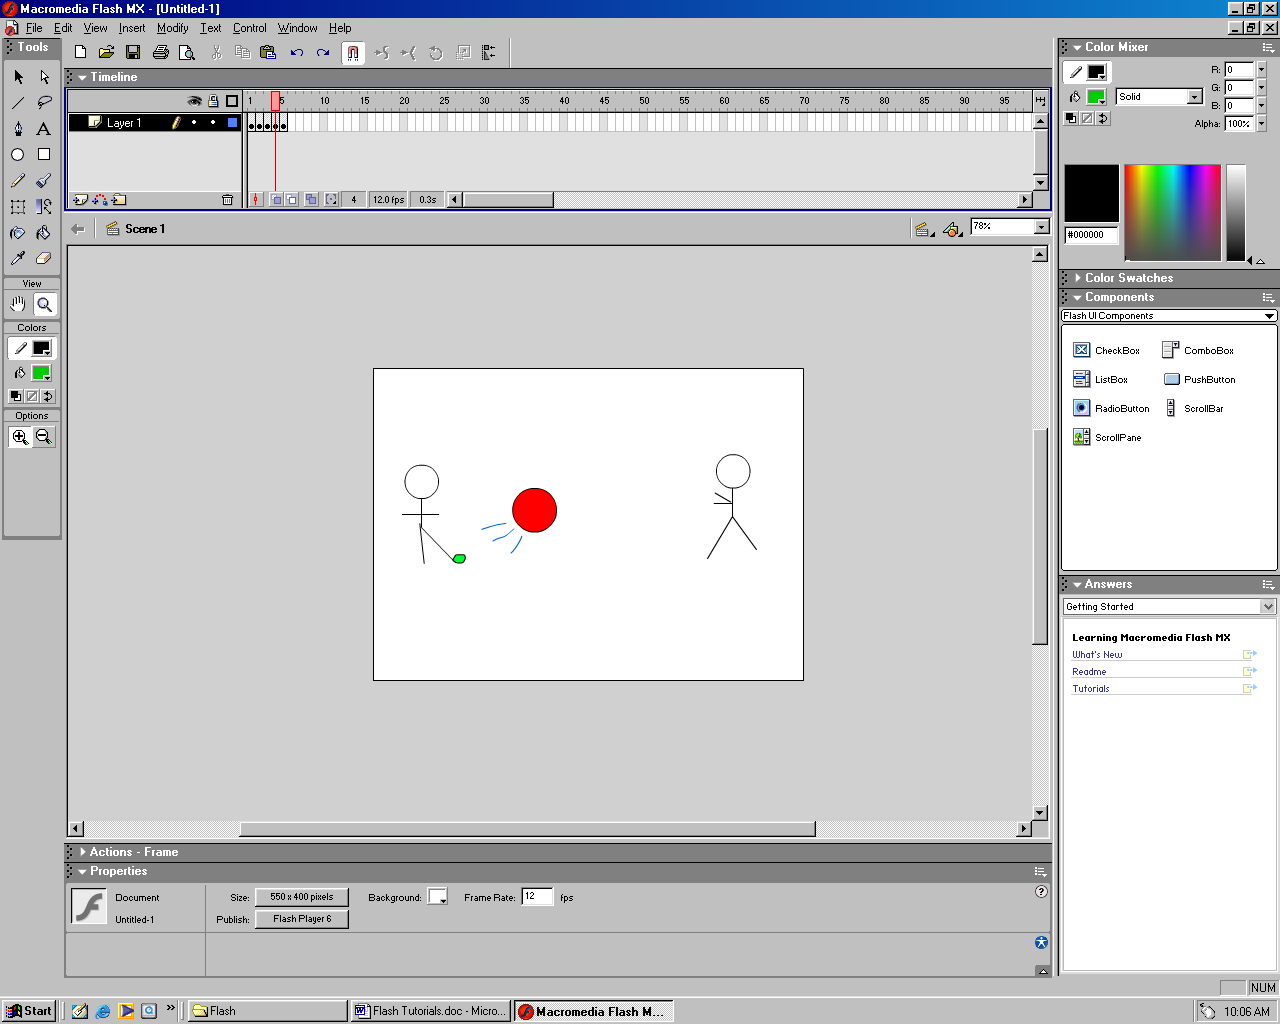 Macromedia Flash MX - [Untitled-1]
File Edit View Insert Modify Text Control Window Help
Tools
Timeline
1 5 10 15 20 25 30 35 40 45 50 55 60 65 70 75 80 85 90 95
Layer 1
4 12.0 fps 0.3s
Scene 1
78%
View
Colors
Options
Color Mixer
R: 0
G: 0
Solid
B: 0
Alpha: 100%
#000000
Color Swatches
Components
Flash UI Components
CheckBox ComboBox
ListBox PushButton
RadioButton ScrollBar
ScrollPane
Answers
Getting Started
Learning Macromedia Flash MX
What's New
Readme
Tutorials
Actions - Frame
Properties
Document Size: 550 x 400 pixels Background: Frame Rate: 12 fps
Untitled-1 Publish: Flash Player 6
NUM
Start Flash Flash Tutorials.doc - Micro... Macromedia Flash M... 10:06 AM